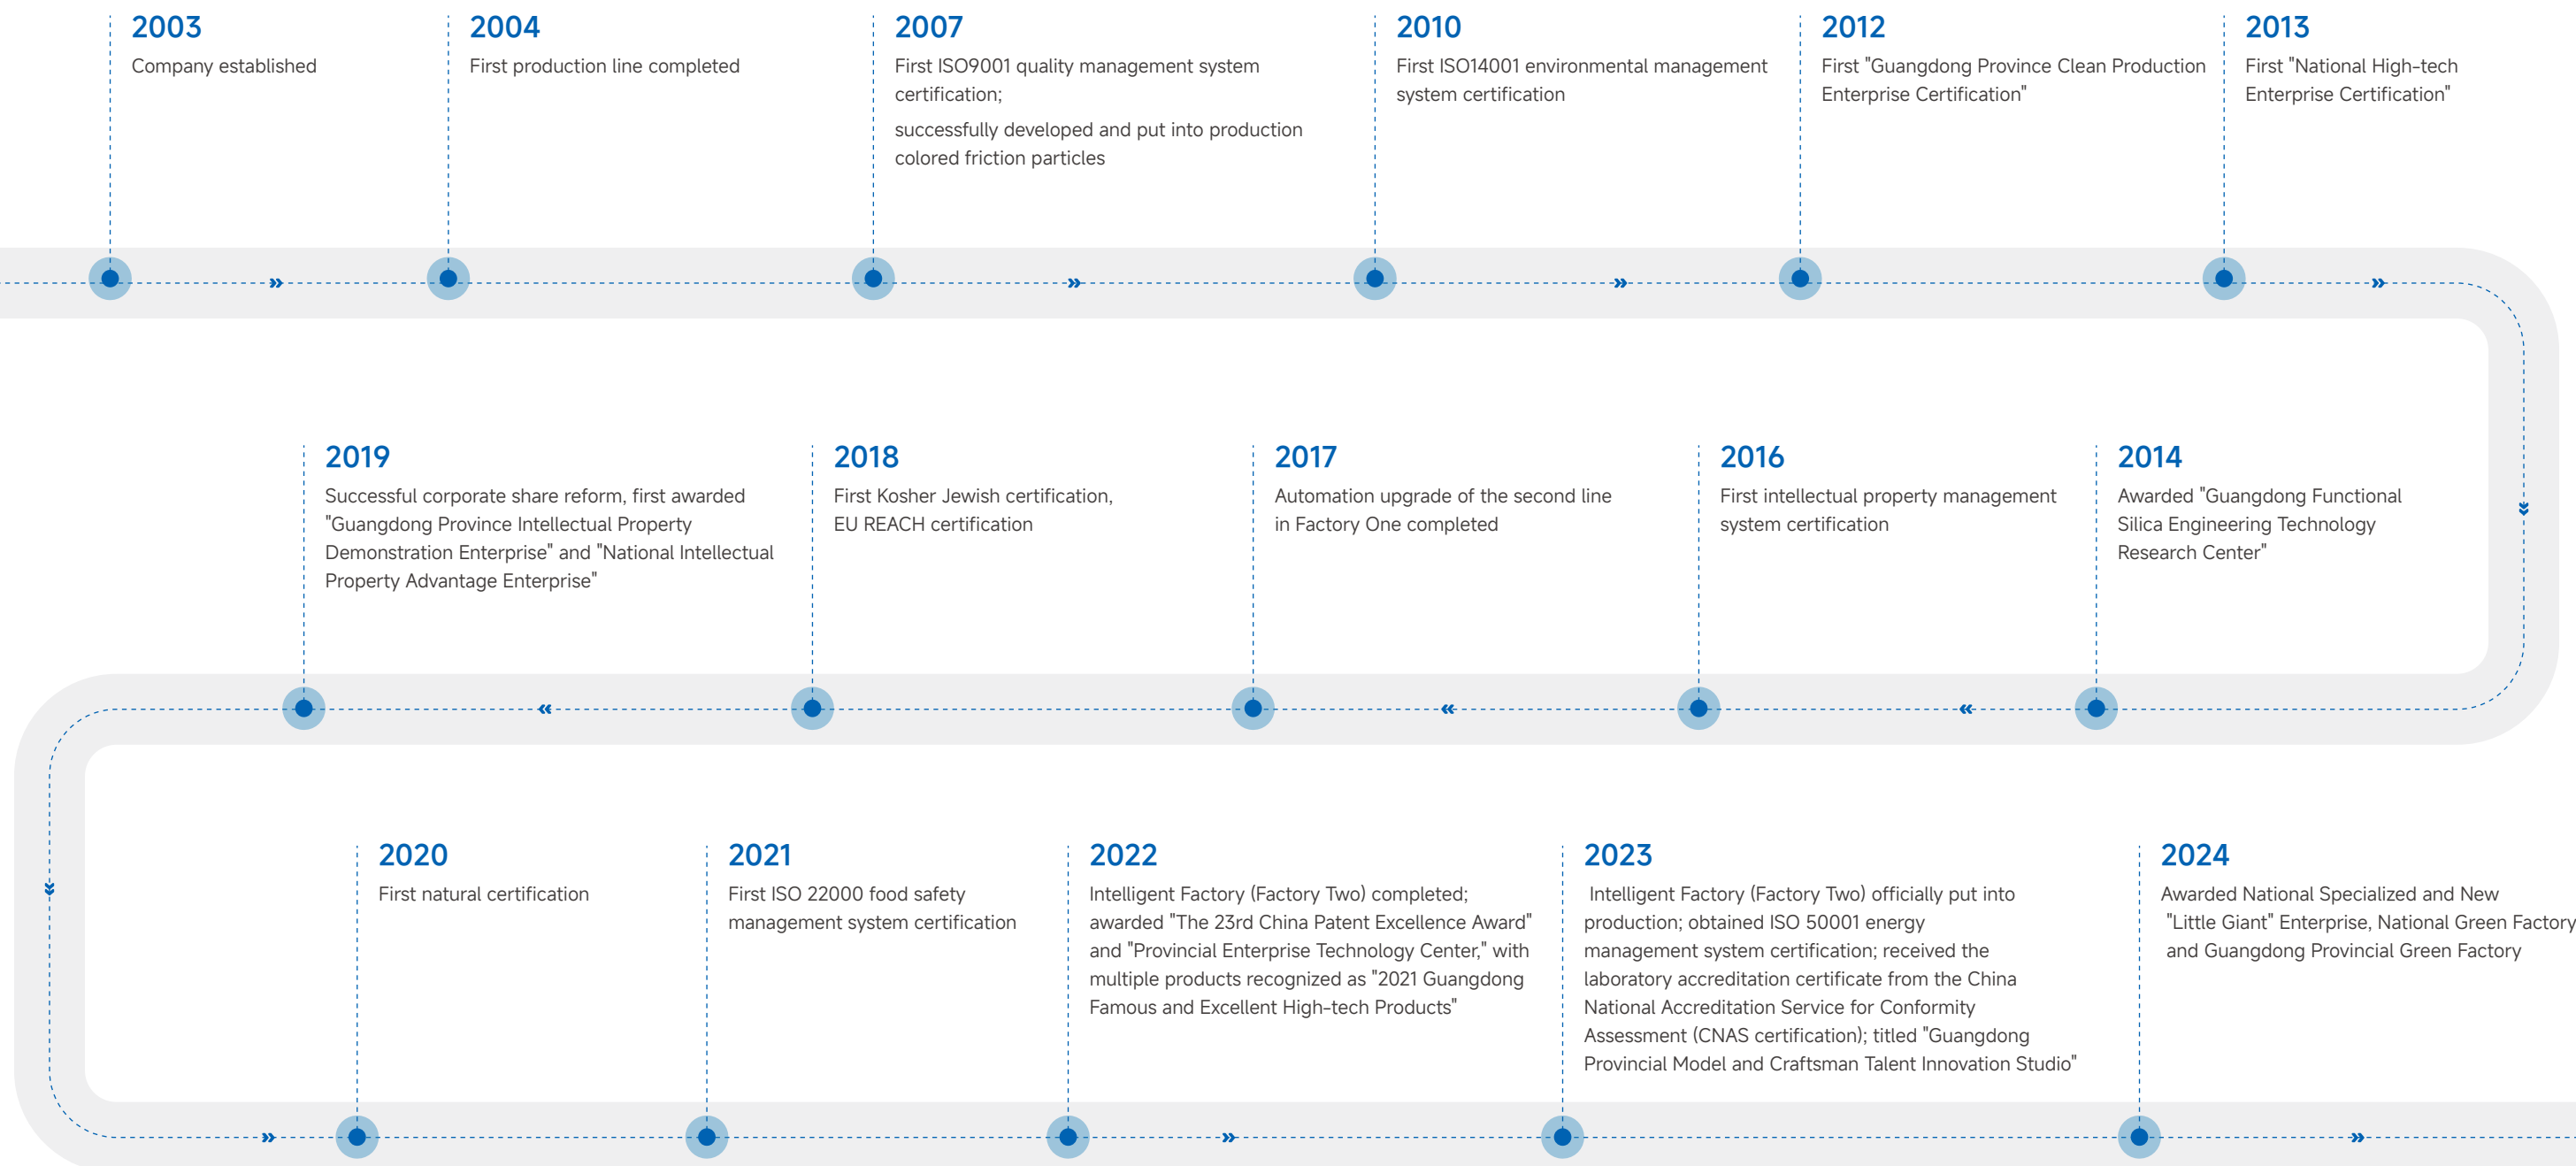 2003
Company established
2004
First production line completed
2007
First ISO9001 quality management system
certification;
successfully developed and put into production
colored friction particles
2010
First ISO14001 environmental management
system certification
2012
First "Guangdong Province Clean Production
Enterprise Certification"
2013
First "National High-tech
Enterprise Certification"
2014
Awarded "Guangdong Functional
Silica Engineering Technology
Research Center"
2016
First intellectual property management
system certification
2017
Automation upgrade of the second line
in Factory One completed
2018
First Kosher Jewish certification,
EU REACH certification
2019
Successful corporate share reform, first awarded
"Guangdong Province Intellectual Property
Demonstration Enterprise" and "National Intellectual
Property Advantage Enterprise"
2020
First natural certification
2021
First ISO 22000 food safety
management system certification
2022
Intelligent Factory (Factory Two) completed;
awarded "The 23rd China Patent Excellence Award"
and "Provincial Enterprise Technology Center," with
multiple products recognized as "2021 Guangdong
Famous and Excellent High-tech Products"
2023
Intelligent Factory (Factory Two) officially put into
production; obtained ISO 50001 energy
management system certification; received the
laboratory accreditation certificate from the China
National Accreditation Service for Conformity
Assessment (CNAS certification); titled "Guangdong
Provincial Model and Craftsman Talent Innovation Studio"
2024
Awarded National Specialized and New
"Little Giant" Enterprise, National Green Factory
and Guangdong Provincial Green Factory